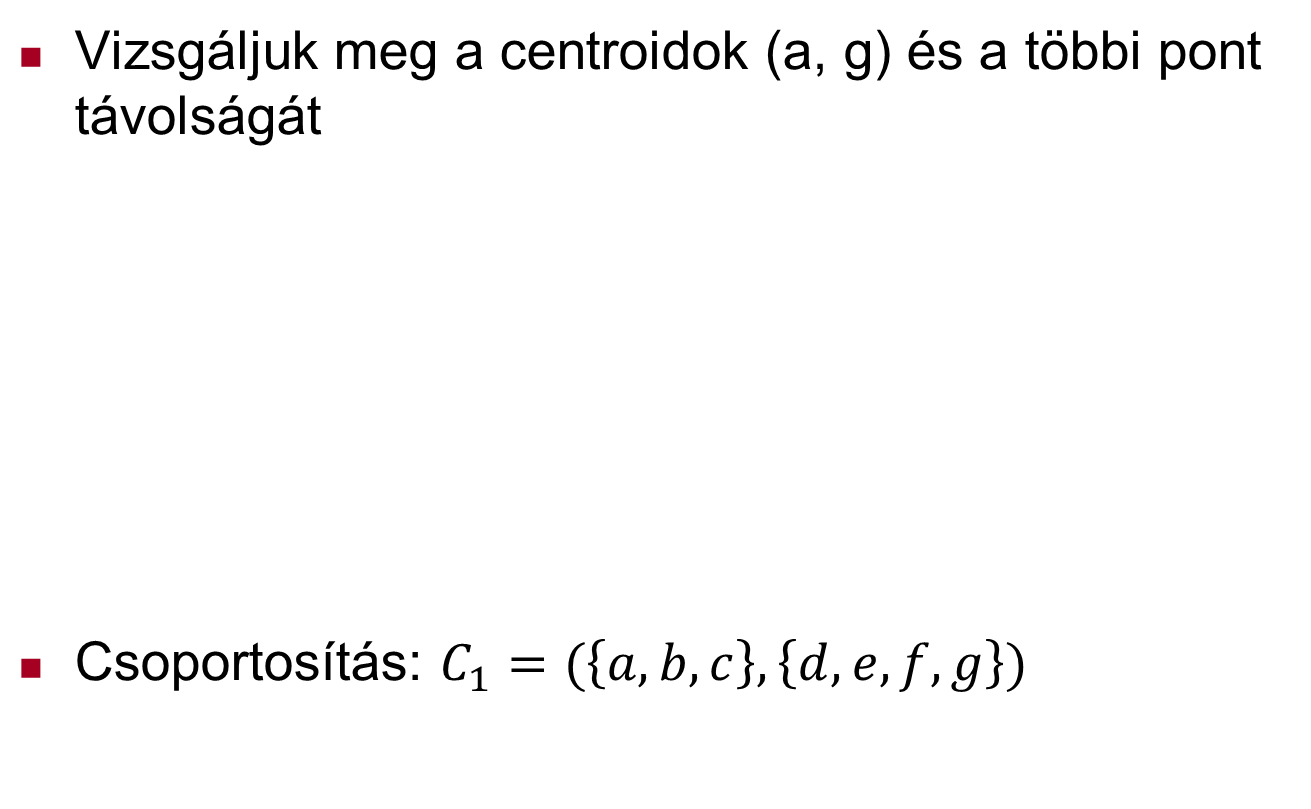 ▪ Vizsgáljuk meg a centroidok (a, g) és a többi pont
távolságát
▪ Csoportosítás: 𝐶₁ = ({𝑎, 𝑏, 𝑐}, {𝑑, 𝑒, 𝑓, 𝑔})